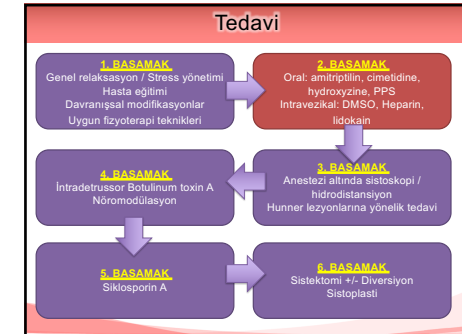 Tedavi
1. BASAMAK
Genel relaksasyon / Stress yönetimi
Hasta eğitimi
Davranışsal modifikasyonlar
Uygun fizyoterapi teknikleri
2. BASAMAK
Oral: amitriptilin, cimetidine,
hydroxyzine, PPS
Intravezikal: DMSO, Heparin,
lidokain
3. BASAMAK
Anestezi altında sistoskopi /
hidrodistansiyon
Hunner lezyonlarına yönelik tedavi
4. BASAMAK
İntradetrussor Botulinum toxin A
Nöromodülasyon
5. BASAMAK
Siklosporin A
6. BASAMAK
Sistektomi +/- Diversiyon
Sistoplasti